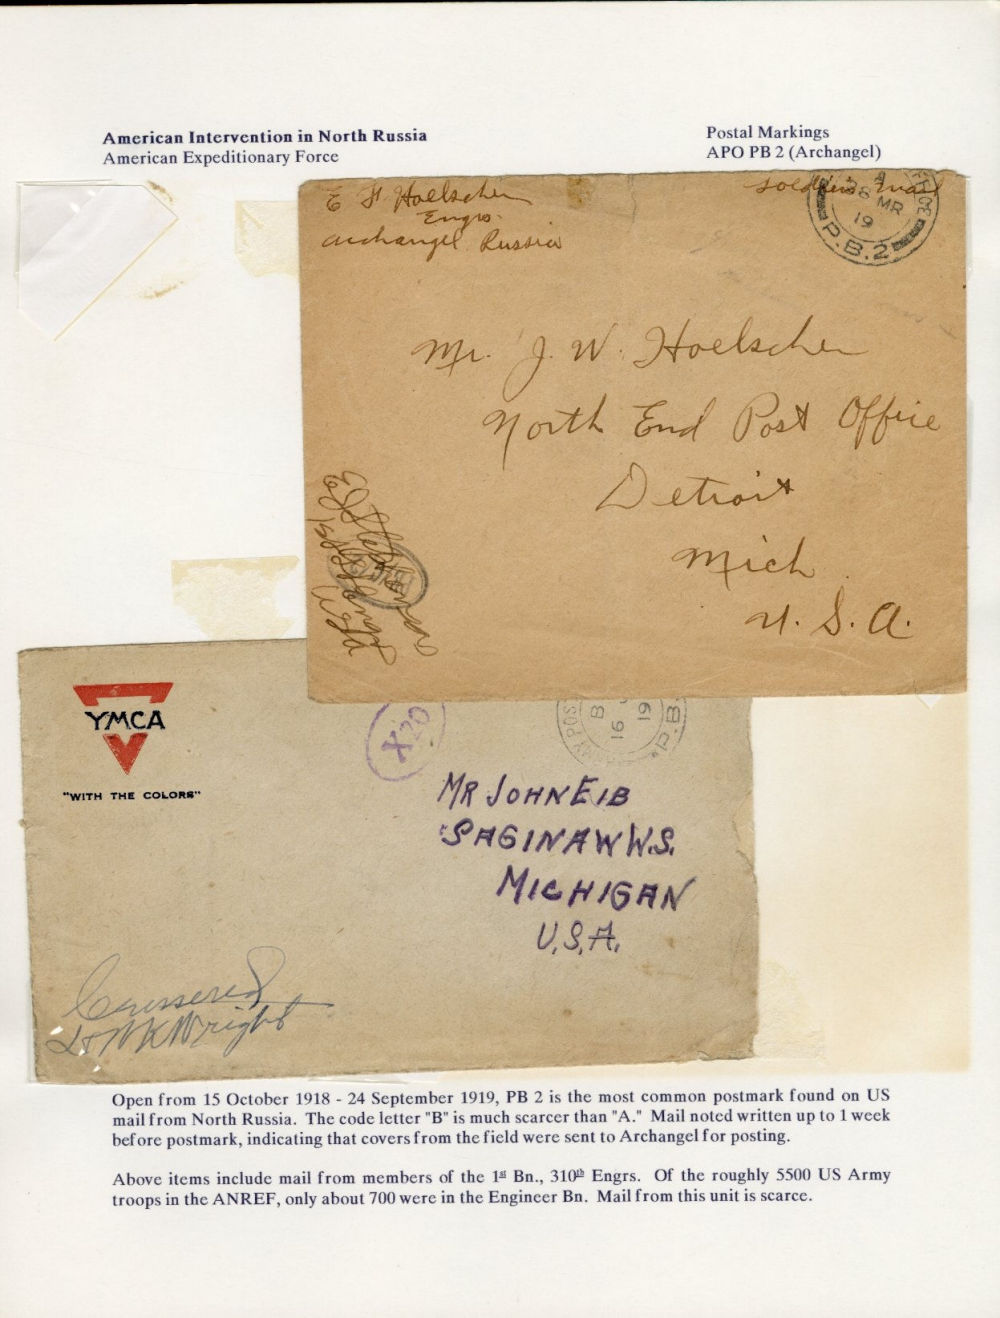 American Intervention in North Russia
American Expeditionary Force
Postal Markings
APO PB 2 (Archangel)
E F Hoelscher
Engrs.
Archangel Russia
Soldiers Mail
A
28 MR
19
P.B.2
Mr. J. W. Hoelscher
North End Post Office
Detroit
Mich
U. S. A.
YMCA
"WITH THE COLORS"
X20
ARMY POS
B
16
19
P.B.
MR JOHN EIB
SAGINAW W.S.
MICHIGAN
U.S.A.
Censored
Lt WKWright
Open from 15 October 1918 - 24 September 1919, PB 2 is the most common postmark found on US
mail from North Russia. The code letter "B" is much scarcer than "A." Mail noted written up to 1 week
before postmark, indicating that covers from the field were sent to Archangel for posting.
Above items include mail from members of the 1st Bn., 310th Engrs. Of the roughly 5500 US Army
troops in the ANREF, only about 700 were in the Engineer Bn. Mail from this unit is scarce.